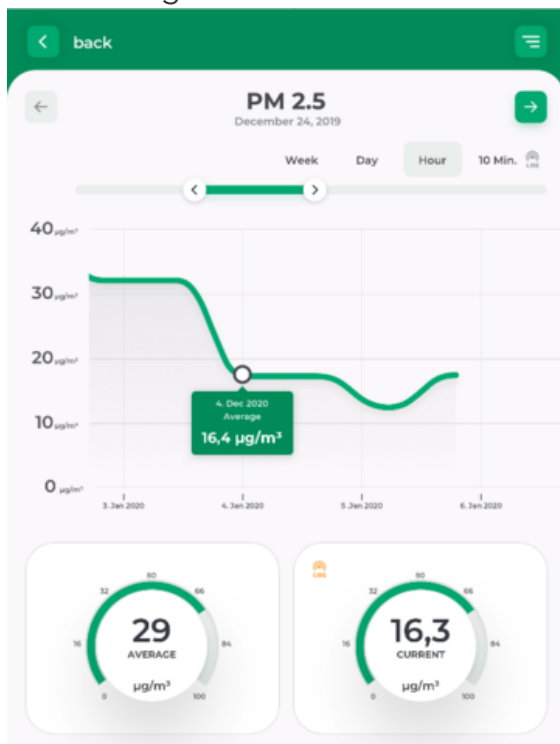 back
PM 2.5
December 24, 2019
Week Day Hour 10 Min. LIVE
40 µg/m³
30 µg/m³
20 µg/m³
10 µg/m³
0 µg/m³
4. Dec 2020
Average
16,4 µg/m³
3. Jan 2020 4. Jan 2020 5. Jan 2020 6. Jan 2020
0 16 32 50 66 84 100
29
AVERAGE
µg/m³
LIVE
0 16 32 50 66 84 100
16,3
CURRENT
µg/m³